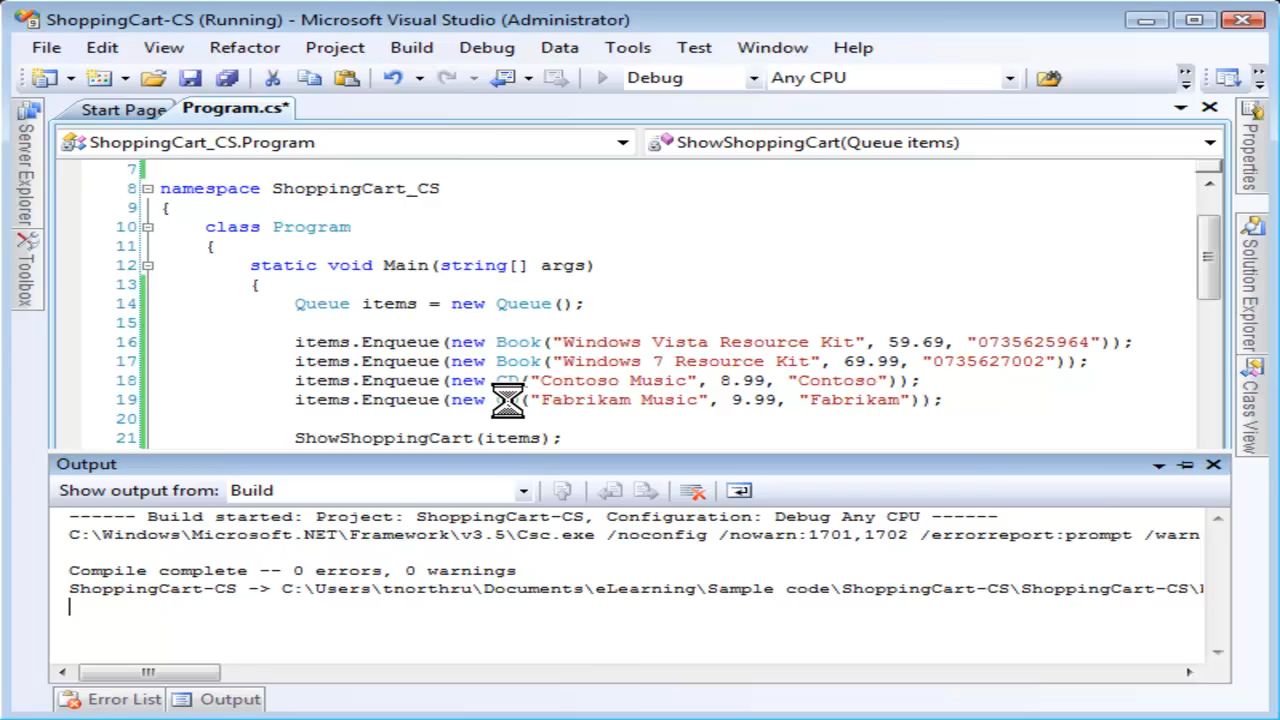 ShoppingCart-CS (Running) - Microsoft Visual Studio (Administrator)
File Edit View Refactor Project Build Debug Data Tools Test Window Help
Debug Any CPU
Start Page Program.cs*
ShoppingCart_CS.Program ShowShoppingCart(Queue items)
Server Explorer
Toolbox
Properties
Solution Explorer
Class View
7
8 namespace ShoppingCart_CS
9 {
10 class Program
11 {
12 static void Main(string[] args)
13 {
14 Queue items = new Queue();
15
16 items.Enqueue(new Book("Windows Vista Resource Kit", 59.69, "0735625964"));
17 items.Enqueue(new Book("Windows 7 Resource Kit", 69.99, "0735627002"));
18 items.Enqueue(new CD("Contoso Music", 8.99, "Contoso"));
19 items.Enqueue(new ("Fabrikam Music", 9.99, "Fabrikam"));
20
21 ShowShoppingCart(items);
Output
Show output from: Build
------ Build started: Project: ShoppingCart-CS, Configuration: Debug Any CPU ------
C:\Windows\Microsoft.NET\Framework\v3.5\Csc.exe /noconfig /nowarn:1701,1702 /errorreport:prompt /warn
Compile complete -- 0 errors, 0 warnings
ShoppingCart-CS -> C:\Users\tnorthru\Documents\eLearning\Sample code\ShoppingCart-CS\ShoppingCart-CS\
Error List Output